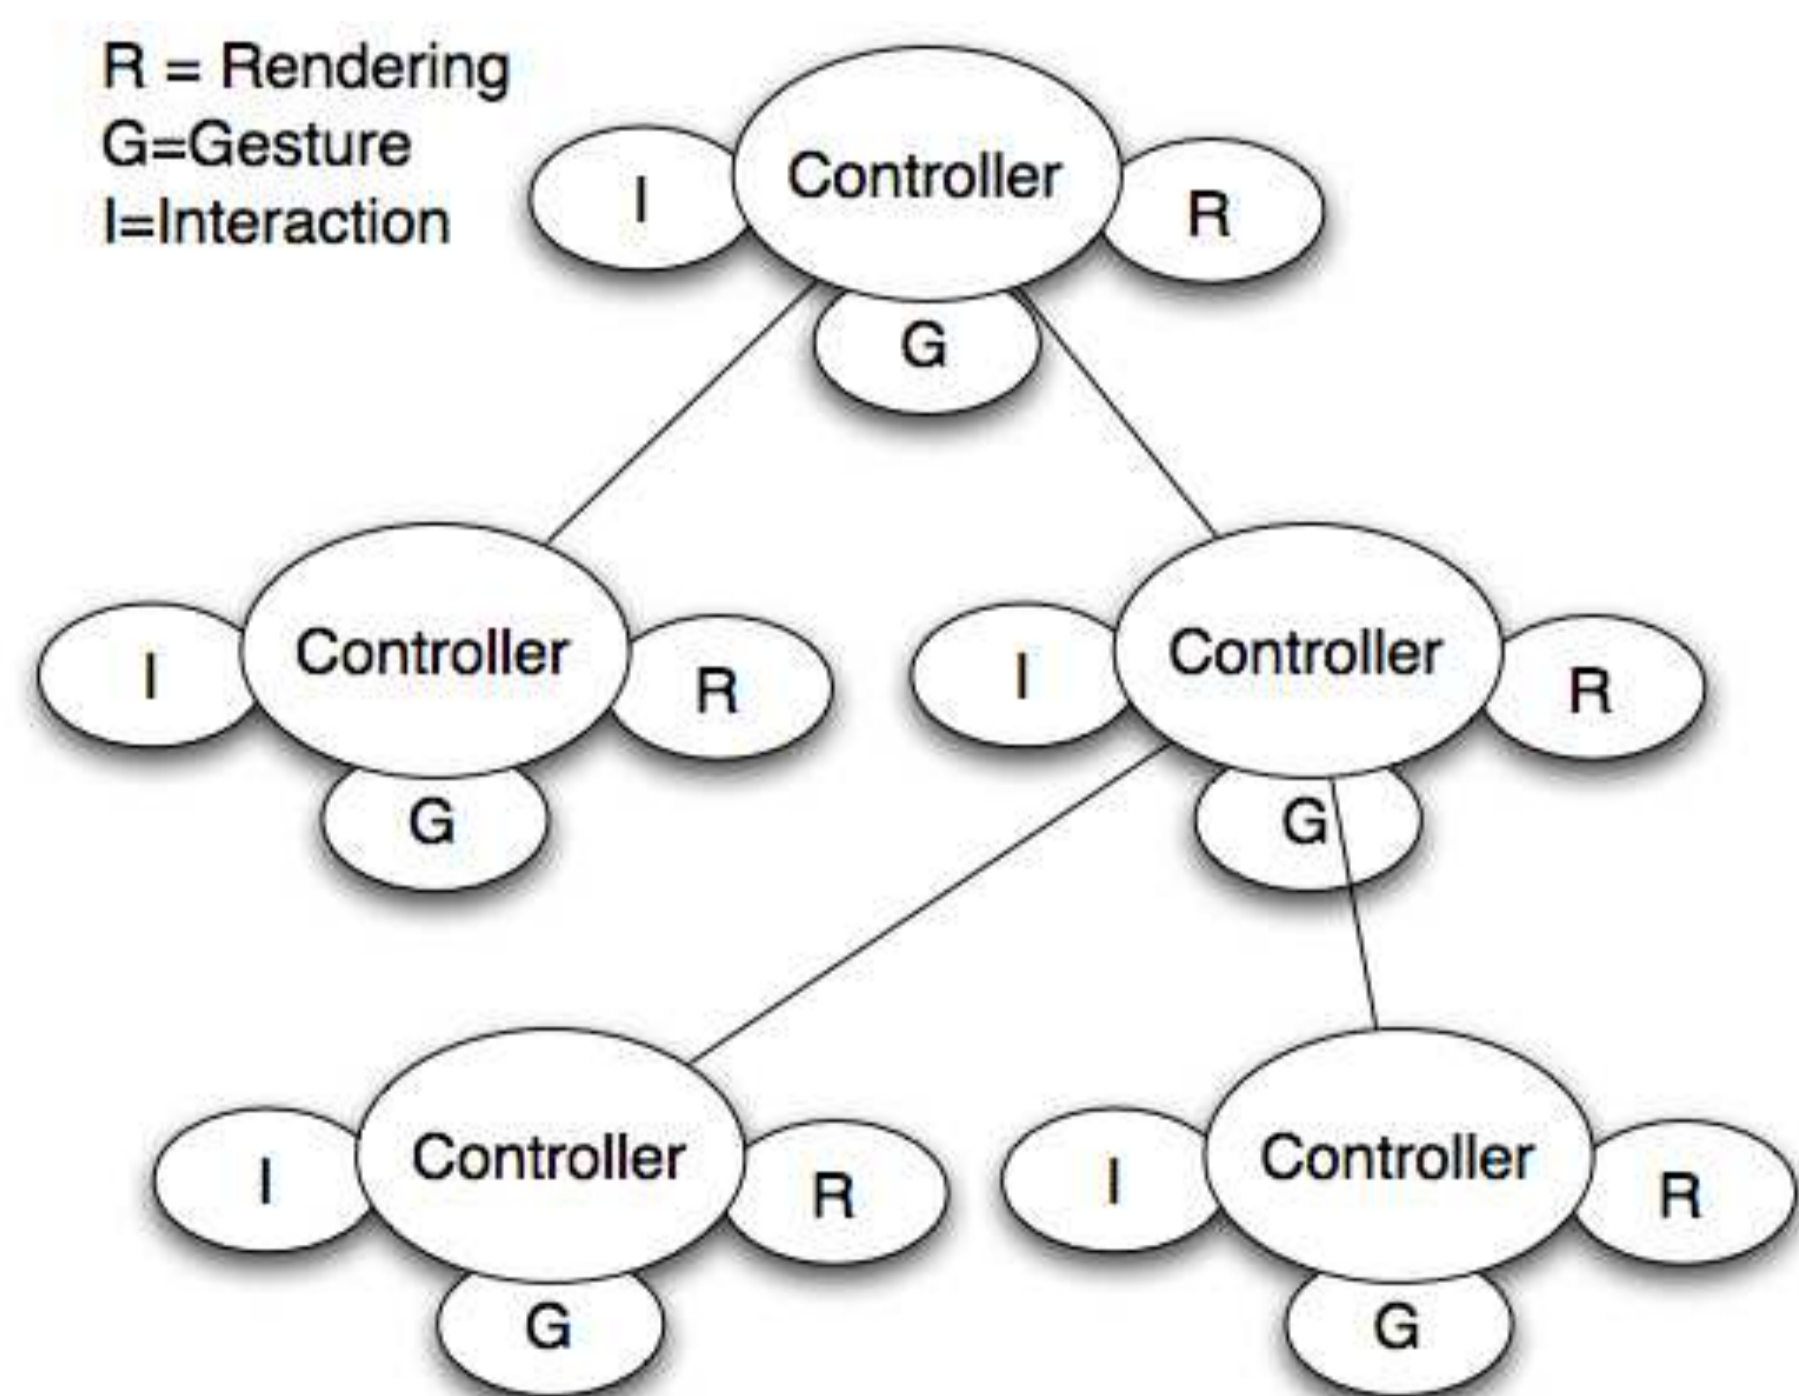 R = Rendering
G=Gesture
I=Interaction
I
Controller
R
G
I
Controller
R
G
I
Controller
R
G
I
Controller
R
G
I
Controller
R
G